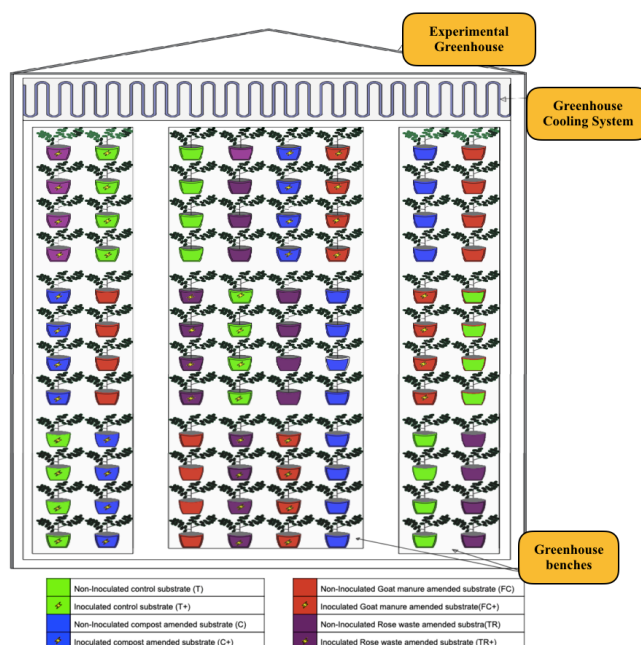 Experimental
Greenhouse
Greenhouse
Cooling System
Greenhouse
benches
Non-Inoculated control substrate (T)
Inoculated control substrate (T+)
Non-Inoculated compost amended substrate (C)
Inoculated compost amended substrate (C+)
Non-Inoculated Goat manure amended substrate (FC)
Inoculated Goat manure amended substrate(FC+)
Non-Inoculated Rose waste amended substra(TR)
Inoculated Rose waste amended substrate (TR+)